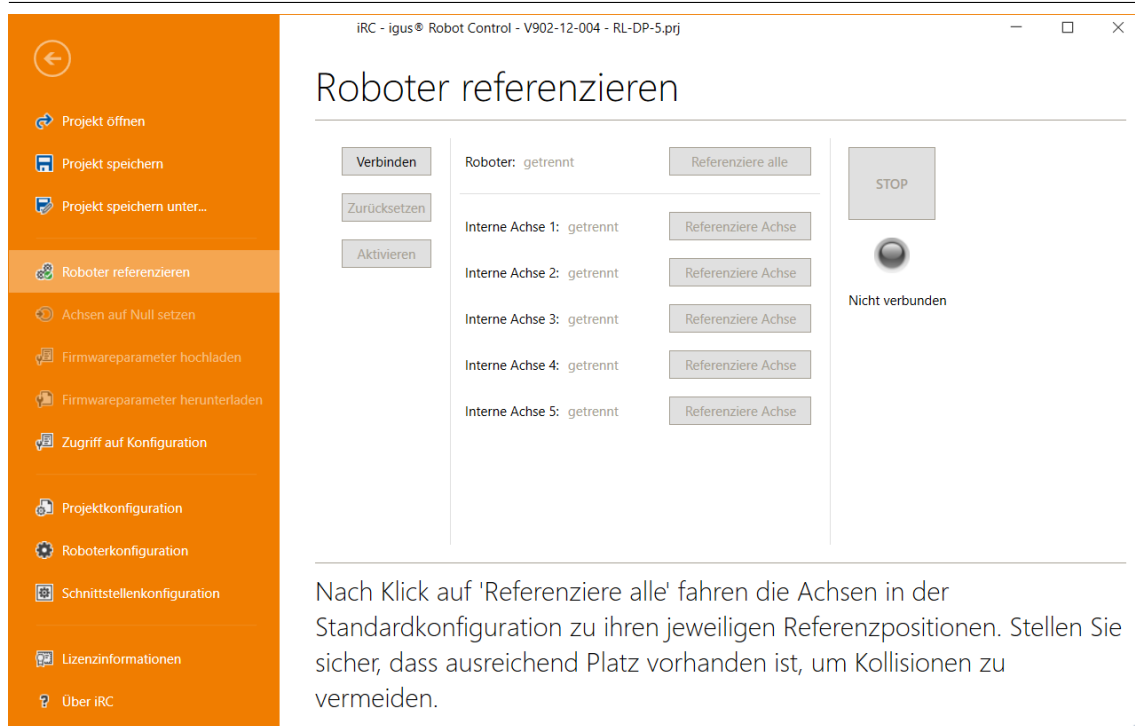 iRC - igus® Robot Control - V902-12-004 - RL-DP-5.prj
Projekt öffnen
Projekt speichern
Projekt speichern unter...
Roboter referenzieren
Achsen auf Null setzen
Firmwareparameter hochladen
Firmwareparameter herunterladen
Zugriff auf Konfiguration
Projektkonfiguration
Roboterkonfiguration
Schnittstellenkonfiguration
Lizenzinformationen
? Über iRC
Roboter referenzieren
Verbinden
Zurücksetzen
Aktivieren
Roboter: getrennt Referenziere alle
Interne Achse 1: getrennt Referenziere Achse
Interne Achse 2: getrennt Referenziere Achse
Interne Achse 3: getrennt Referenziere Achse
Interne Achse 4: getrennt Referenziere Achse
Interne Achse 5: getrennt Referenziere Achse
STOP
Nicht verbunden
Nach Klick auf 'Referenziere alle' fahren die Achsen in der
Standardkonfiguration zu ihren jeweiligen Referenzpositionen. Stellen Sie
sicher, dass ausreichend Platz vorhanden ist, um Kollisionen zu
vermeiden.